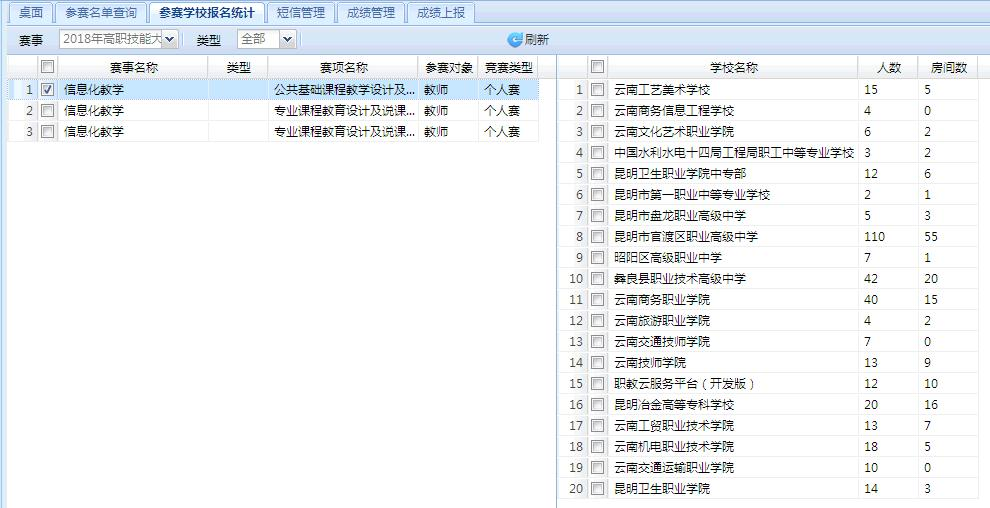 桌面 参赛名单查询 参赛学校报名统计 短信管理 成绩管理 成绩上报
赛事 2018年高职技能大 类型 全部 刷新
赛事名称 类型 赛项名称 参赛对象 竞赛类型
1 信息化教学 公共基础课程教学设计及... 教师 个人赛
2 信息化教学 专业课程教育设计及说课... 教师 个人赛
3 信息化教学 专业课程教育设计及说课... 教师 个人赛
学校名称 人数 房间数
1 云南工艺美术学校 15 5
2 云南商务信息工程学校 4 0
3 云南文化艺术职业学院 6 2
4 中国水利水电十四局工程局职工中等专业学校 3 2
5 昆明卫生职业学院中专部 12 6
6 昆明市第一职业中等专业学校 2 1
7 昆明市盘龙职业高级中学 5 3
8 昆明市官渡区职业高级中学 110 55
9 昭阳区高级职业中学 7 1
10 彝良县职业技术高级中学 42 20
11 云南商务职业学院 40 15
12 云南旅游职业学院 4 2
13 云南交通技师学院 7 0
14 云南技师学院 13 9
15 职教云服务平台（开发版） 12 10
16 昆明冶金高等专科学校 20 16
17 云南工贸职业技术学院 13 7
18 云南机电职业技术学院 18 5
19 云南交通运输职业学院 10 0
20 昆明卫生职业学院 14 3